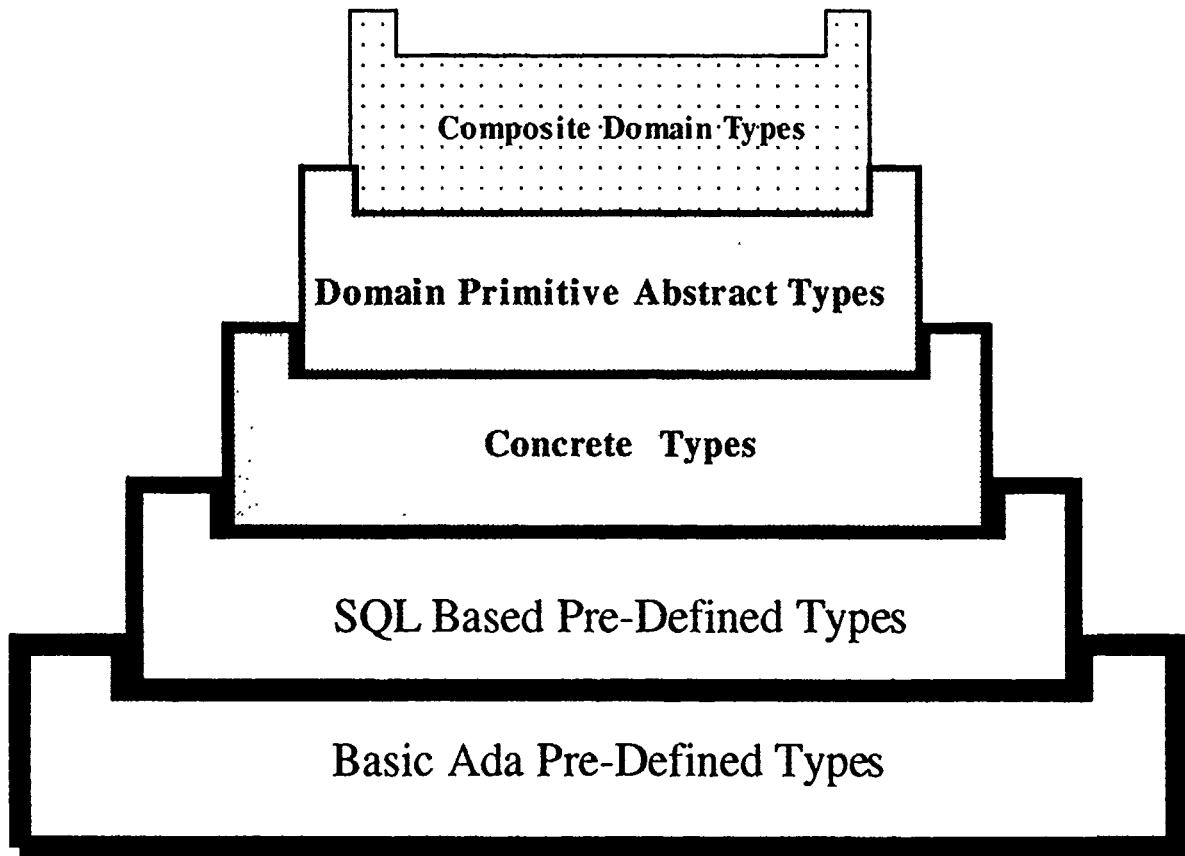 Composite Domain Types
Domain Primitive Abstract Types
Concrete Types
SQL Based Pre-Defined Types
Basic Ada Pre-Defined Types